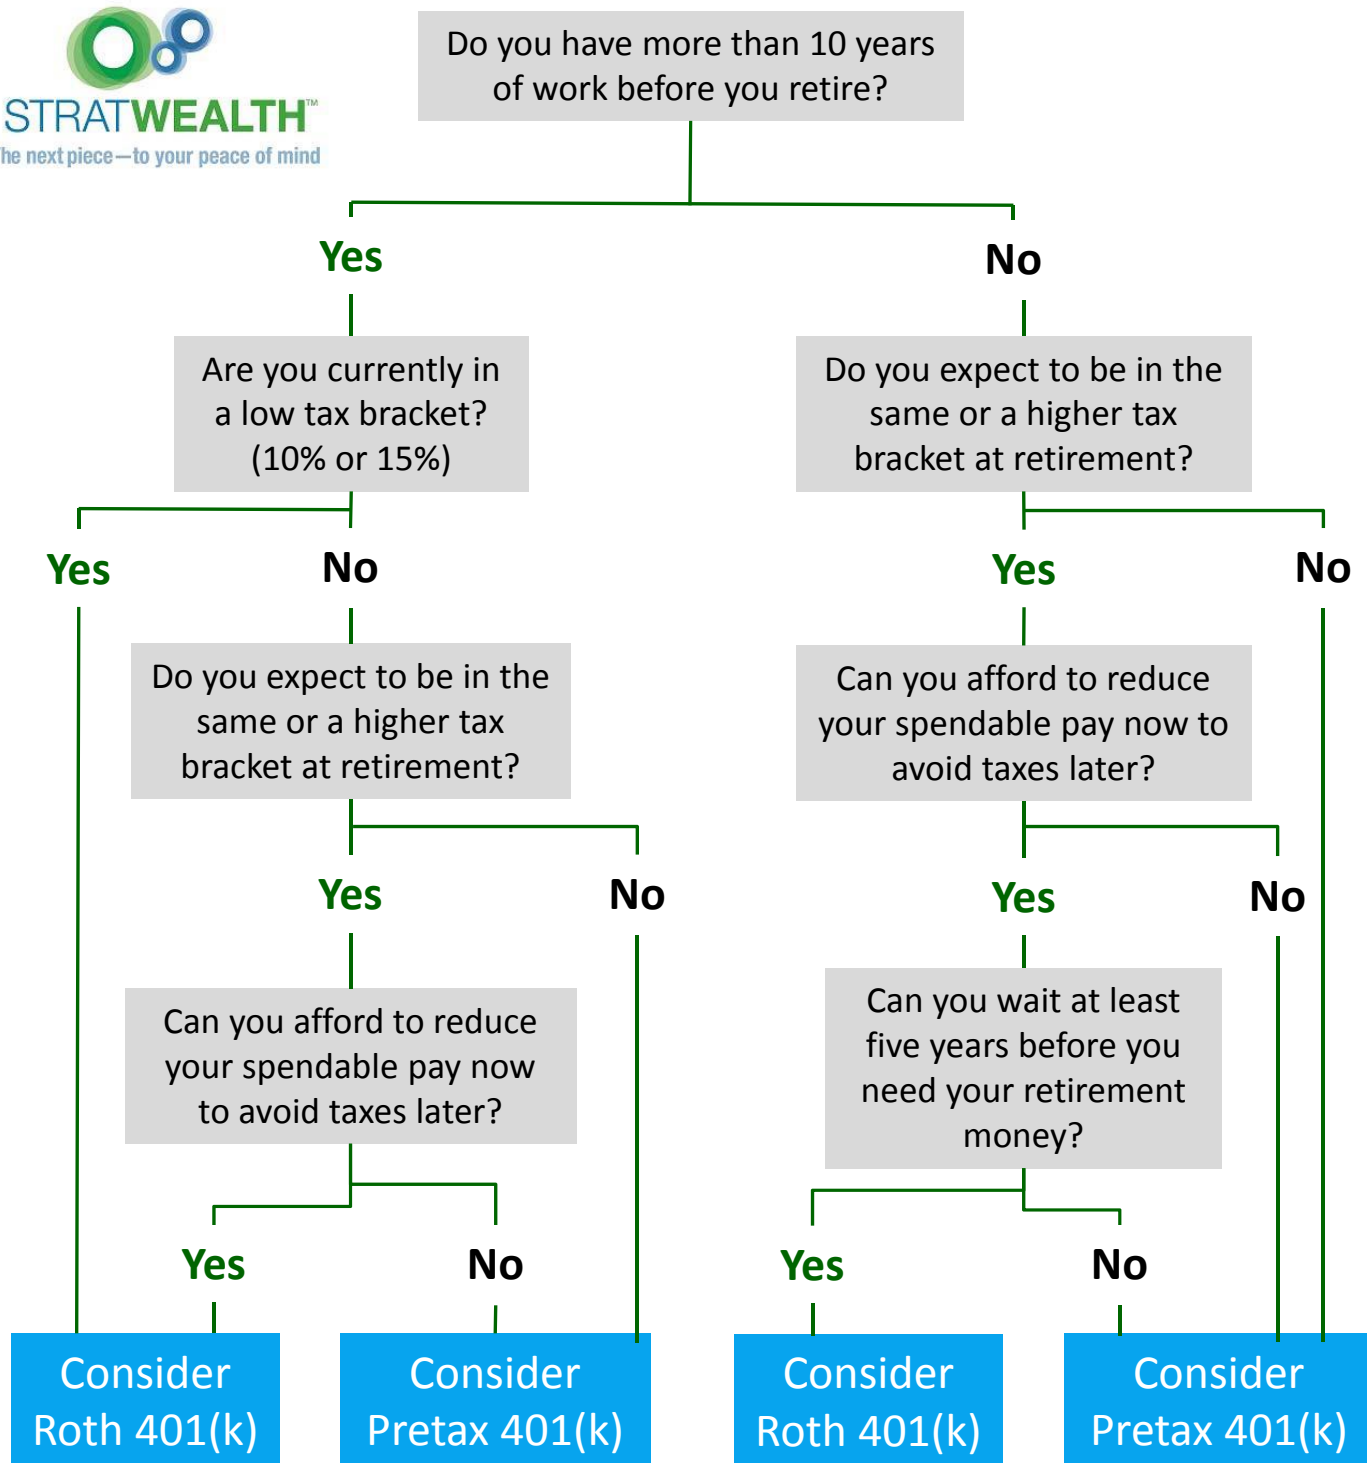 STRATWEALTH™
he next piece—to your peace of mind
Do you have more than 10 years
of work before you retire?
Yes
No
Are you currently in
a low tax bracket?
(10% or 15%)
Do you expect to be in the
same or a higher tax
bracket at retirement?
Yes
No
Yes
No
Do you expect to be in the
same or a higher tax
bracket at retirement?
Can you afford to reduce
your spendable pay now to
avoid taxes later?
Yes
No
Yes
No
Can you afford to reduce
your spendable pay now
to avoid taxes later?
Can you wait at least
five years before you
need your retirement
money?
Yes
No
Yes
No
Consider
Roth 401(k)
Consider
Pretax 401(k)
Consider
Roth 401(k)
Consider
Pretax 401(k)